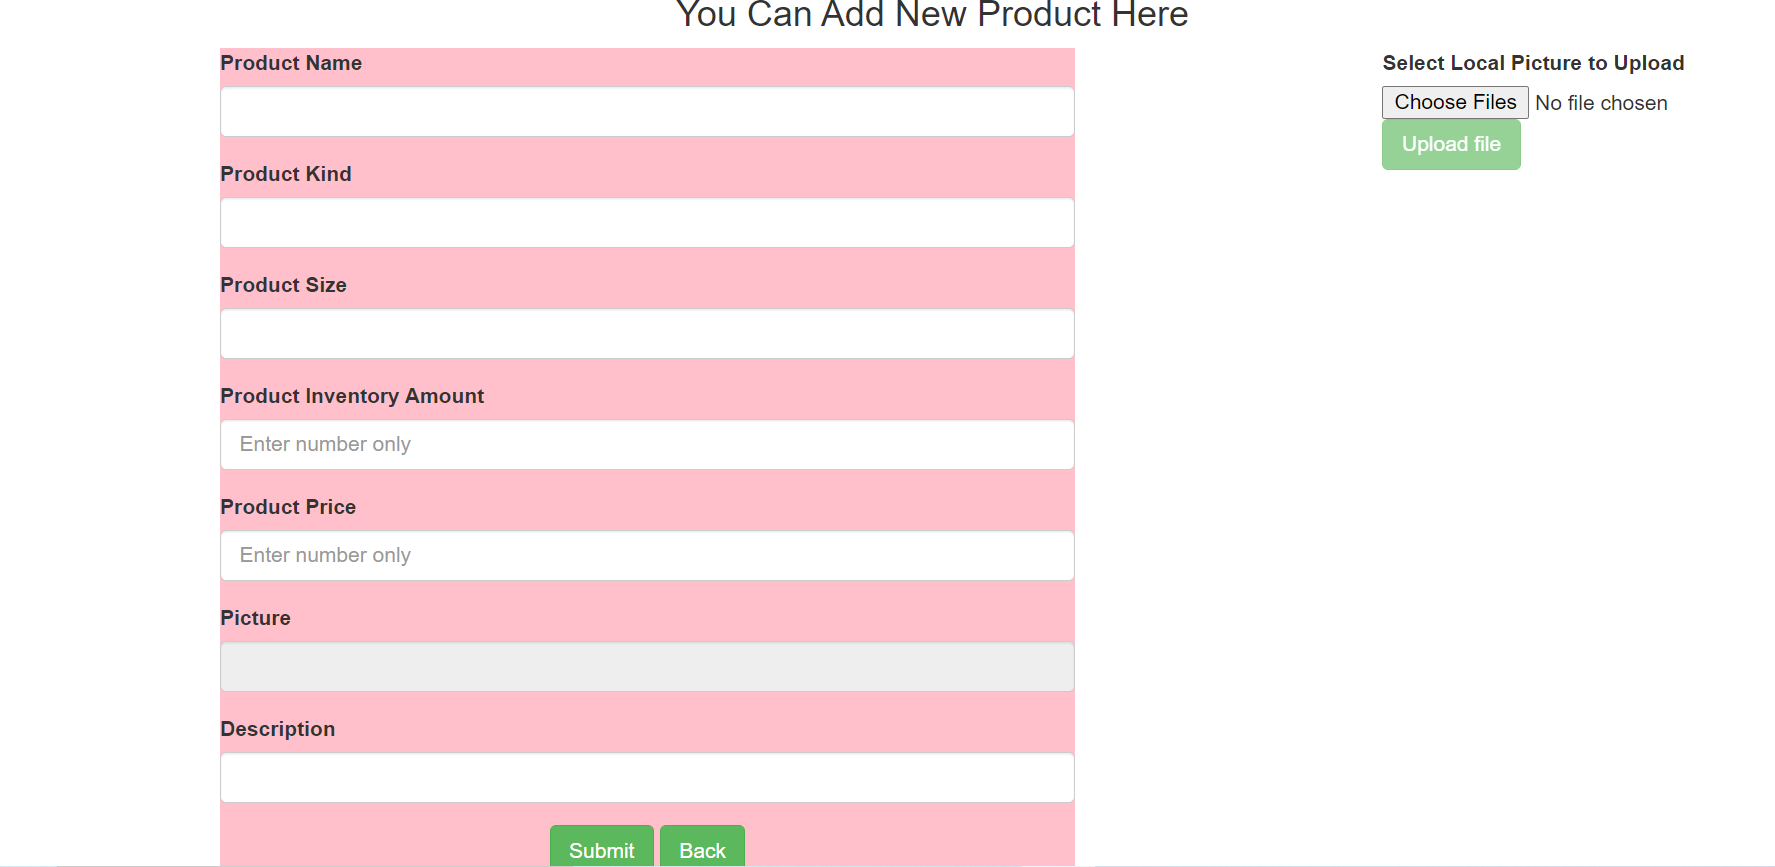 You Can Add New Product Here
Product Name
Product Kind
Product Size
Product Inventory Amount
Enter number only
Product Price
Enter number only
Picture
Description
Submit Back
Select Local Picture to Upload
Choose Files No file chosen
Upload file